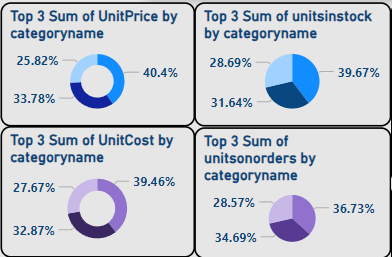 Top 3 Sum of UnitPrice by
categoryname
25.82%
40.4%
33.78%
Top 3 Sum of unitsinstock
by categoryname
28.69%
39.67%
31.64%
Top 3 Sum of UnitCost by
categoryname
27.67%
39.46%
32.87%
Top 3 Sum of
unitsonorders by
categoryname
28.57%
36.73%
34.69%